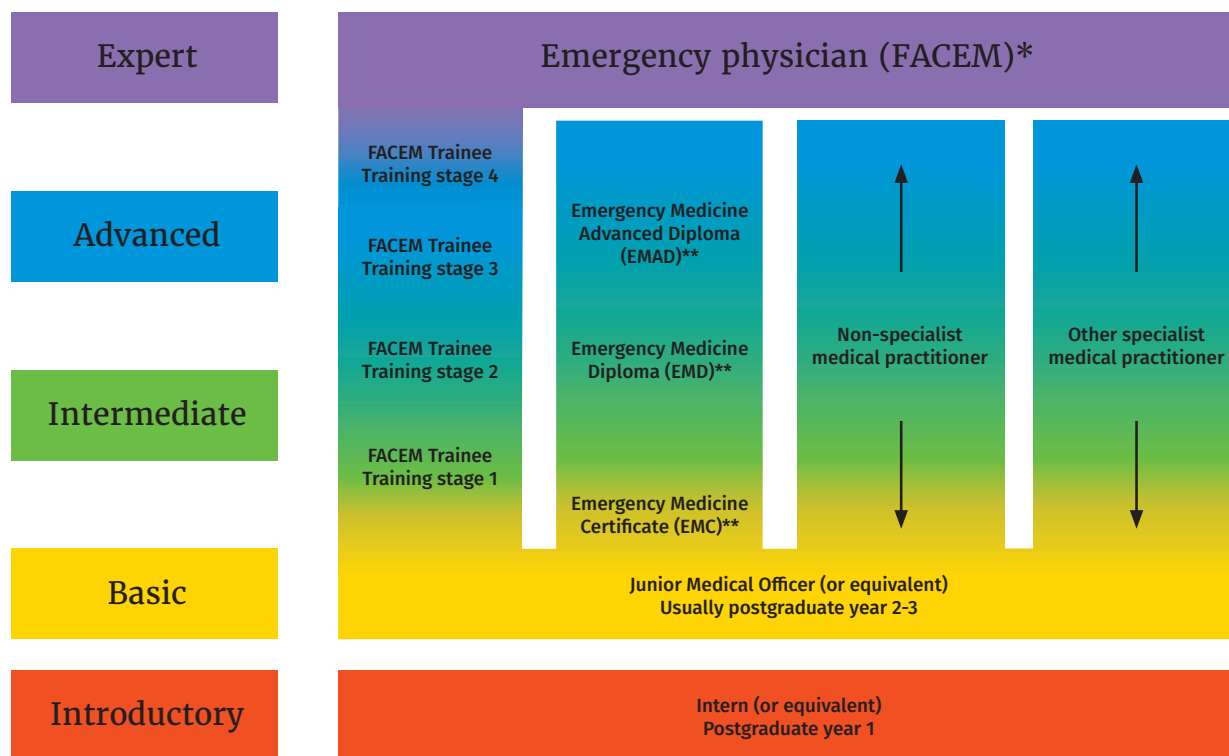 Expert
Emergency physician (FACEM)*
FACEM Trainee
Training stage 4
Advanced
FACEM Trainee
Training stage 3
Emergency Medicine
Advanced Diploma
(EMAD)**
FACEM Trainee
Training stage 2
Emergency Medicine
Diploma (EMD)**
Non-specialist
medical practitioner
Other specialist
medical practitioner
Intermediate
FACEM Trainee
Training stage 1
Emergency Medicine
Certificate (EMC)**
Basic
Junior Medical Officer (or equivalent)
Usually postgraduate year 2-3
Introductory
Intern (or equivalent)
Postgraduate year 1